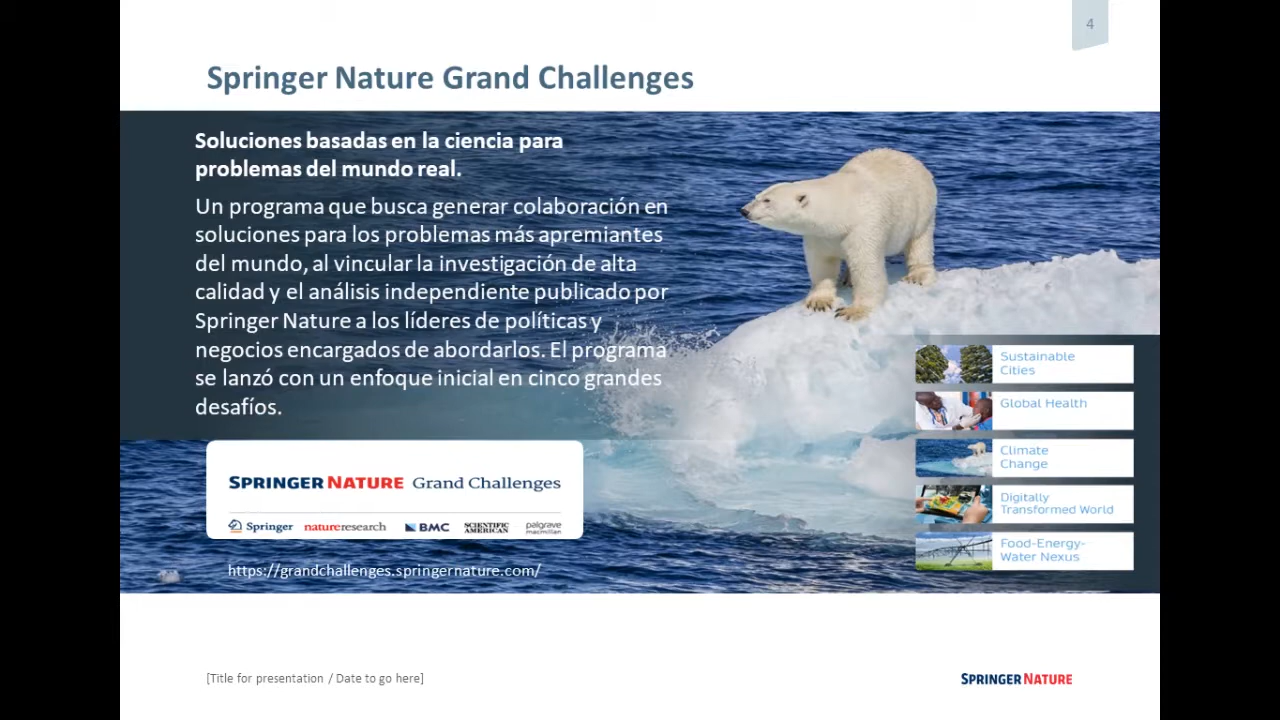 4
Springer Nature Grand Challenges
Soluciones basadas en la ciencia para
problemas del mundo real.
Un programa que busca generar colaboración en
soluciones para los problemas más apremiantes
del mundo, al vincular la investigación de alta
calidad y el análisis independiente publicado por
Springer Nature a los líderes de políticas y
negocios encargados de abordarlos. El programa
se lanzó con un enfoque inicial en cinco grandes
desafíos.
SPRINGER NATURE Grand Challenges
Springer natureresearch BMC SCIENTIFIC AMERICAN palgrave macmillan
https://grandchallenges.springernature.com/
Sustainable
Cities
Global Health
Climate
Change
Digitally
Transformed World
Food-Energy-
Water Nexus
[Title for presentation / Date to go here]
SPRINGER NATURE